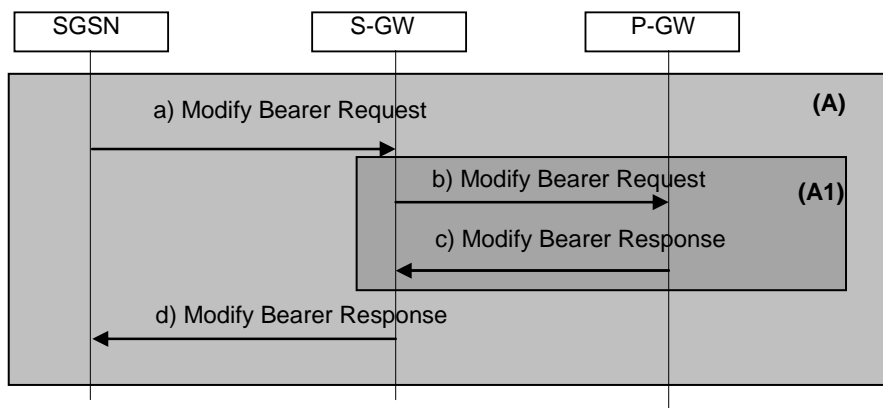 SGSN
S-GW
P-GW
(A)
a) Modify Bearer Request
b) Modify Bearer Request
(A1)
c) Modify Bearer Response
d) Modify Bearer Response